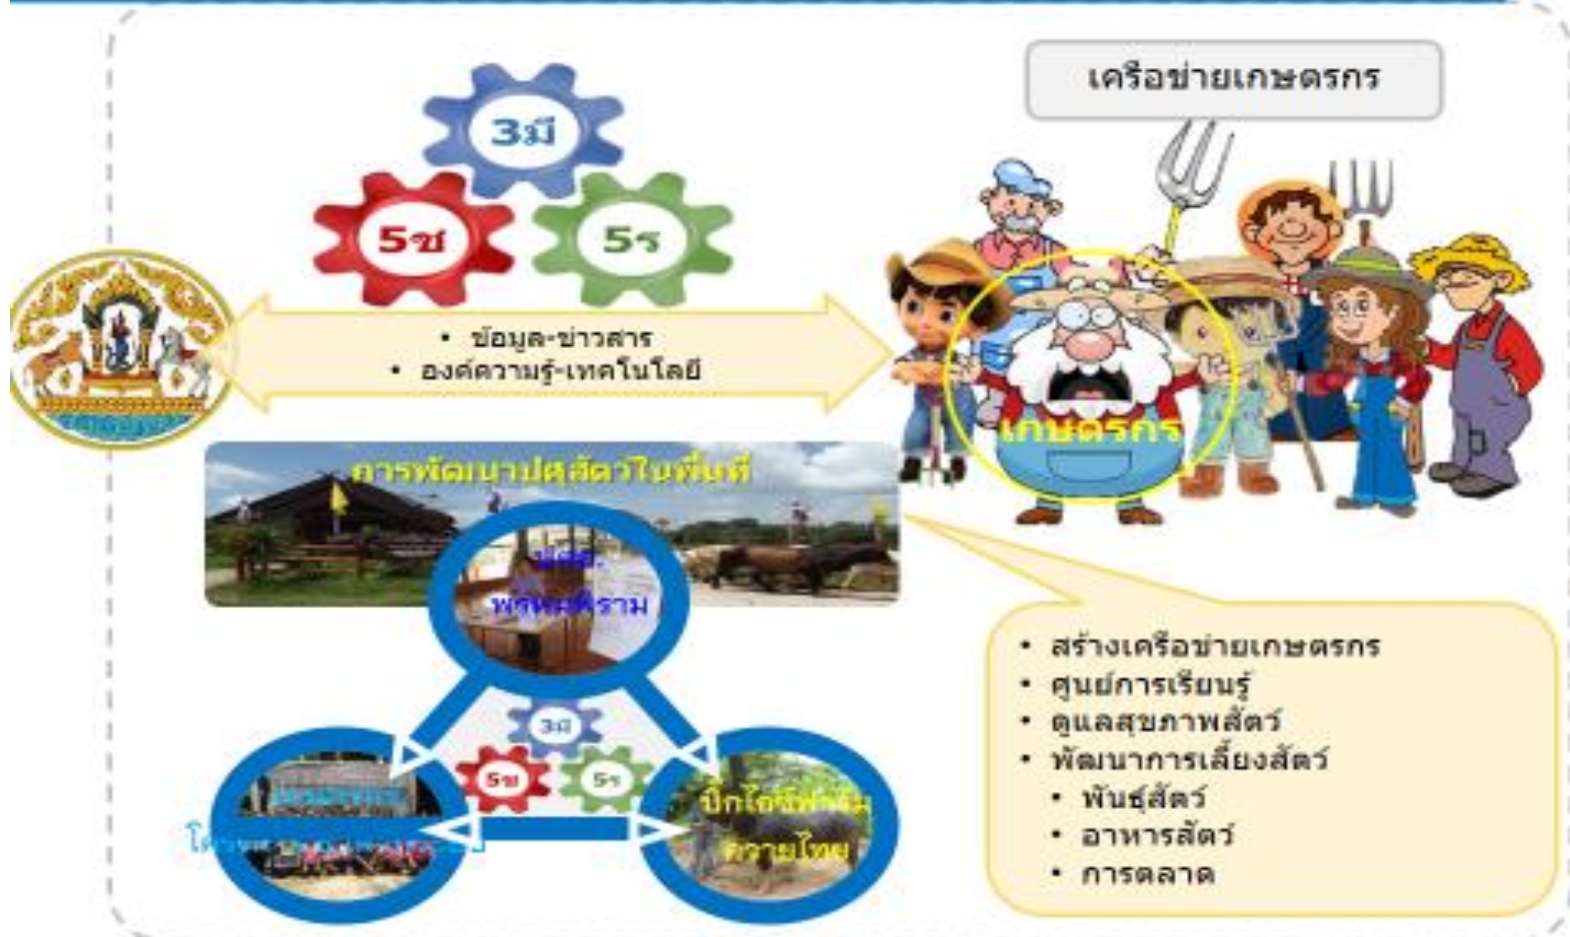 เครือข่ายเกษตรกร
3มี
5ช
5ร
• ข้อมูล-ข่าวสาร
• องค์ความรู้-เทคโนโลยี
เกษตรกร
การพัฒนาปศุสัตว์ในพื้นที่
พรหมพิราม
3มี
5ช
5ร
บิ๊กโอชิฟาร์ม
ควายไทย
• สร้างเครือข่ายเกษตรกร
• ศูนย์การเรียนรู้
• ดูแลสุขภาพสัตว์
• พัฒนาการเลี้ยงสัตว์
• พันธุ์สัตว์
• อาหารสัตว์
• การตลาด